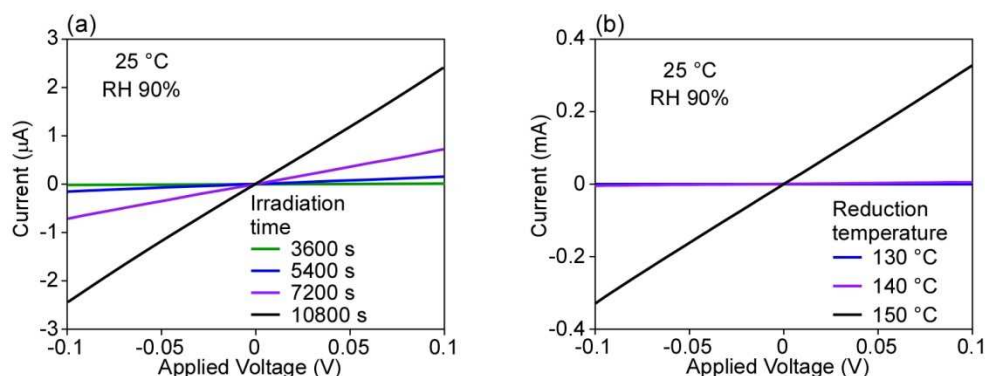 (a)
3
2
1
0
-1
-2
-3
Current (μA)
25 °C
RH 90%
Irradiation
time
3600 s
5400 s
7200 s
10800 s
-0.1
-0.05
0
0.05
0.1
Applied Voltage (V)
(b)
0.4
0.2
0
-0.2
-0.4
Current (mA)
25 °C
RH 90%
Reduction
temperature
130 °C
140 °C
150 °C
-0.1
-0.05
0
0.05
0.1
Applied Voltage (V)